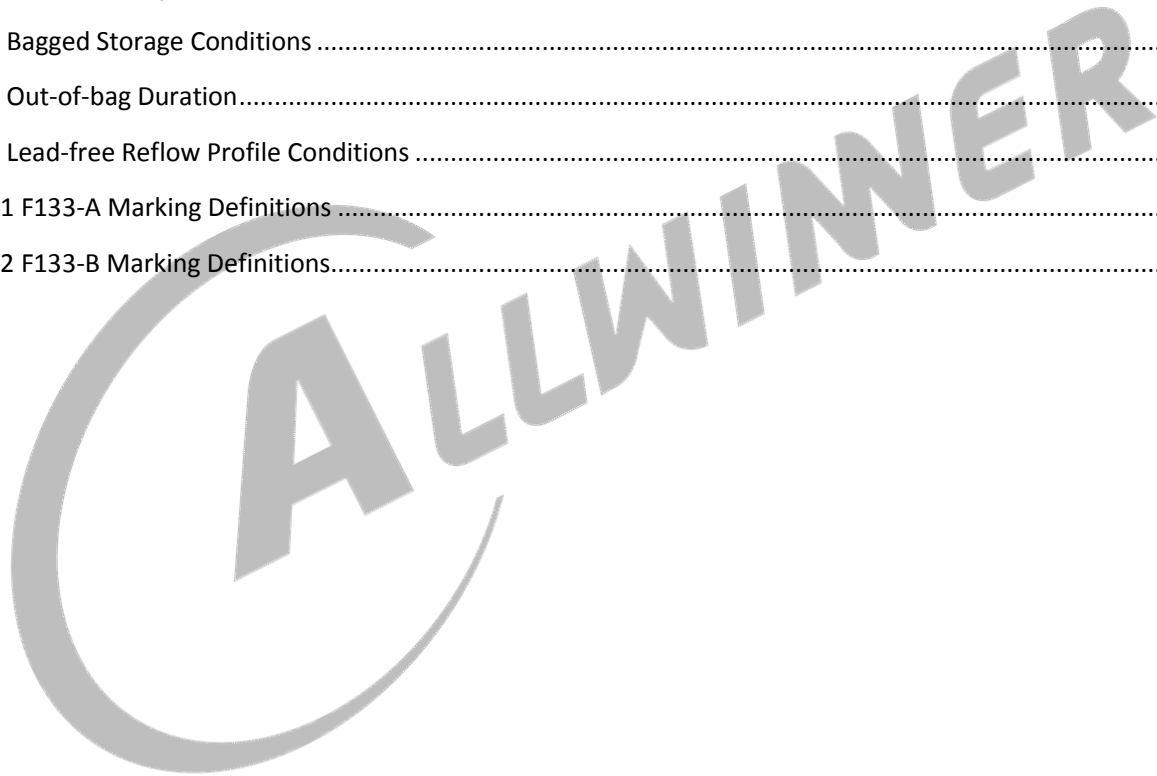 Bagged Storage Conditions ....................................................................................................................
Out-of-bag Duration..............................................................................................................................
Lead-free Reflow Profile Conditions ......................................................................................................
1 F133-A Marking Definitions ................................................................................................................
2 F133-B Marking Definitions.................................................................................................................
ALLWINNER